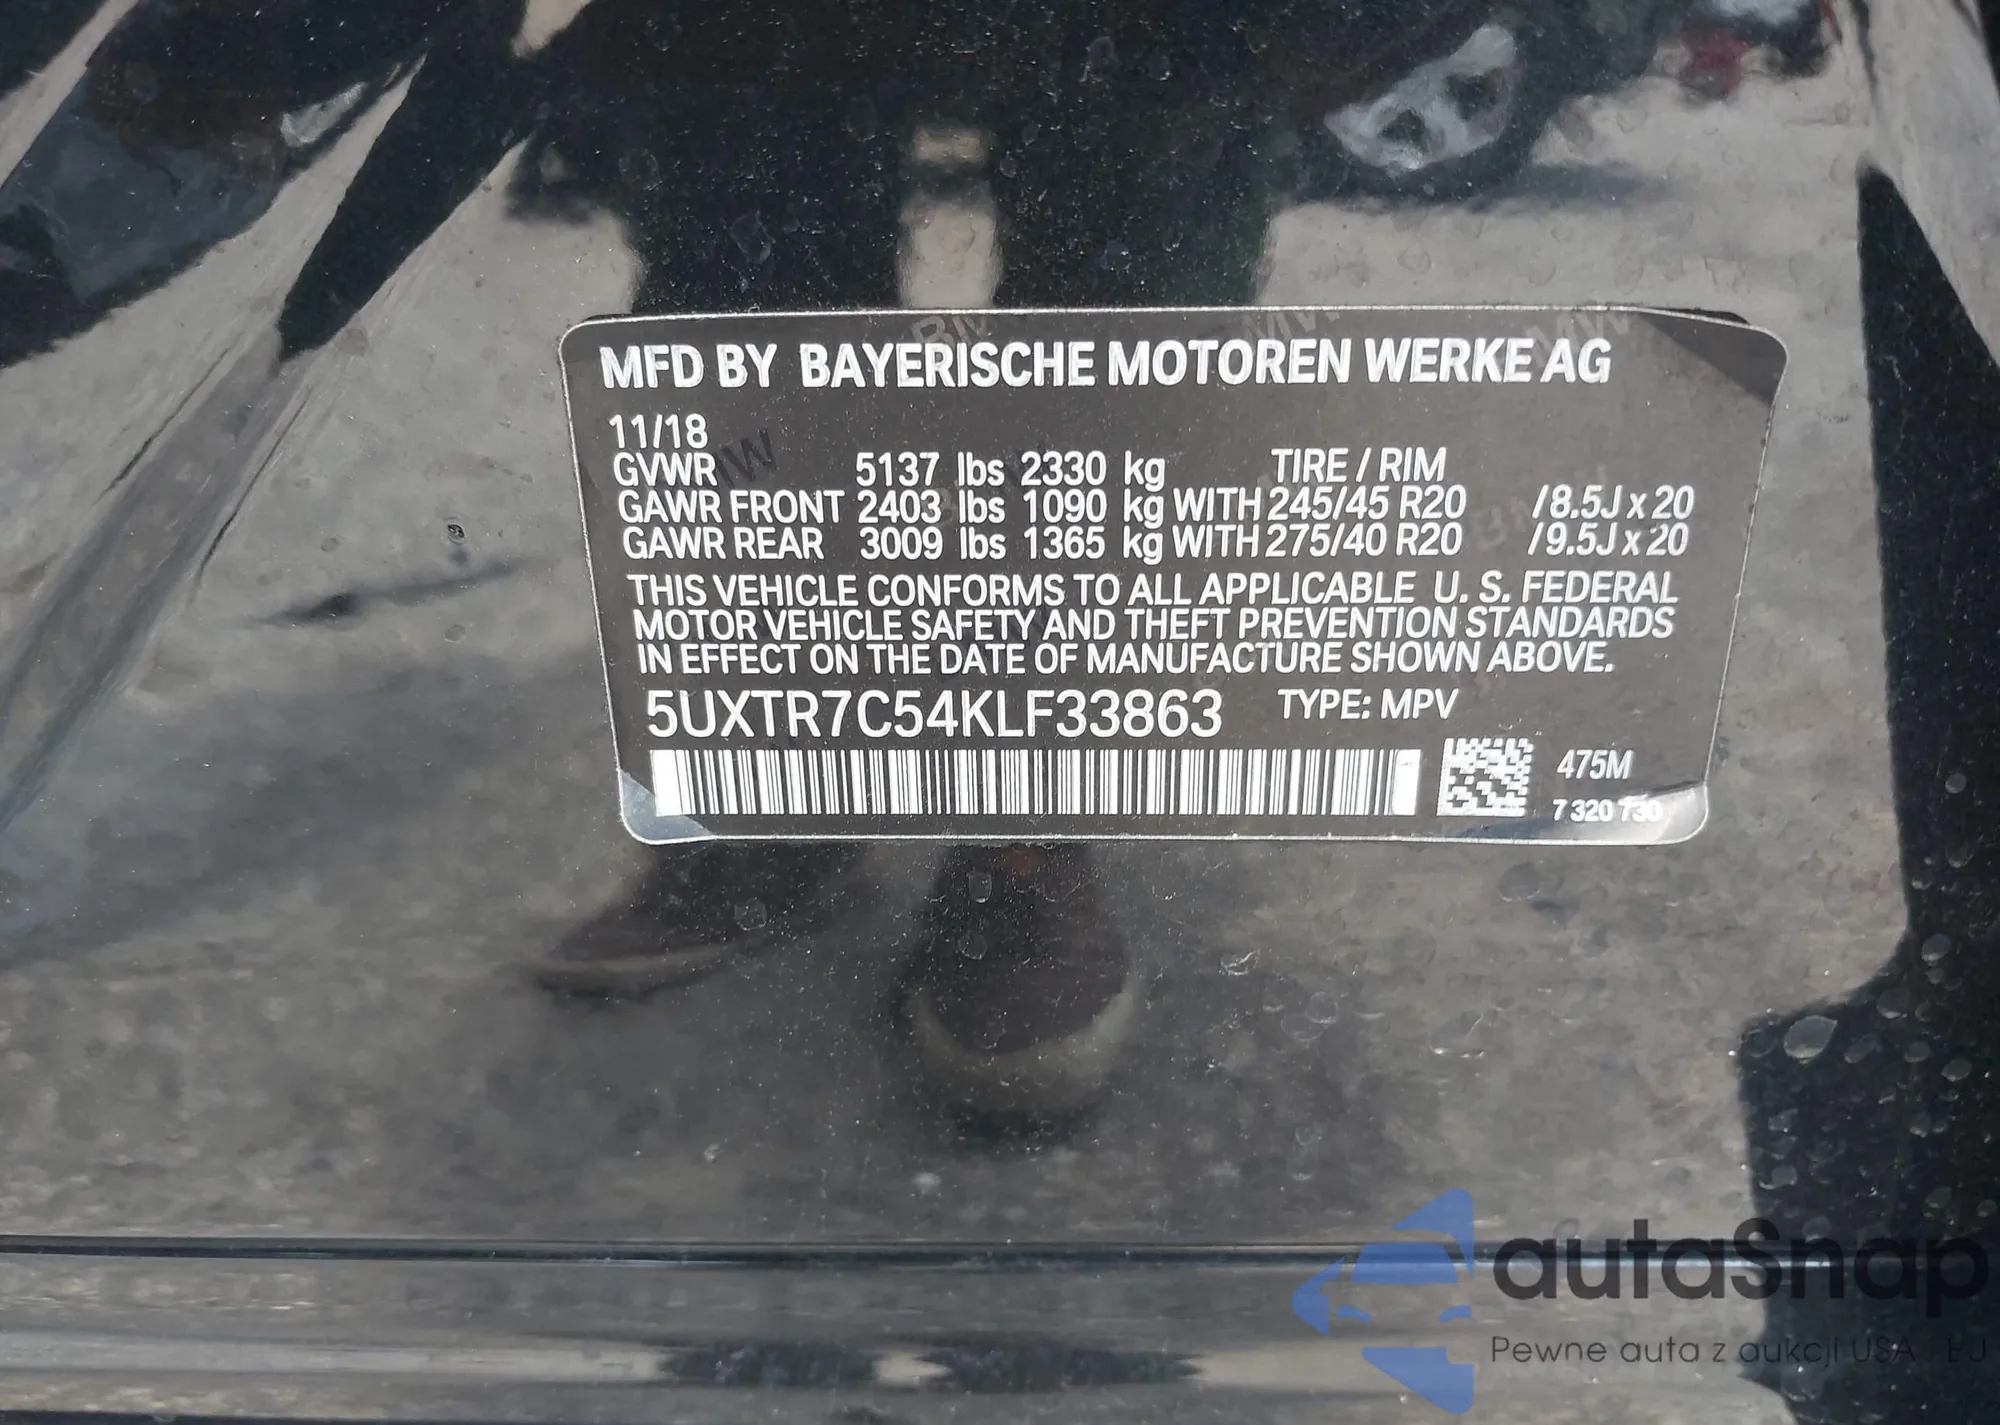 MFD BY BAYERISCHE MOTOREN WERKE AG
11/18
GVWR 5137 lbs 2330 kg TIRE / RIM
GAWR FRONT 2403 lbs 1090 kg WITH 245/45 R20 /8.5J x 20
GAWR REAR 3009 lbs 1365 kg WITH 275/40 R20 /9.5J x 20
THIS VEHICLE CONFORMS TO ALL APPLICABLE U. S. FEDERAL
MOTOR VEHICLE SAFETY AND THEFT PREVENTION STANDARDS
IN EFFECT ON THE DATE OF MANUFACTURE SHOWN ABOVE.
5UXTR7C54KLF33863 TYPE: MPV
475M
7 320 730
autaSnap
Pewne auta z aukcji USA i EU